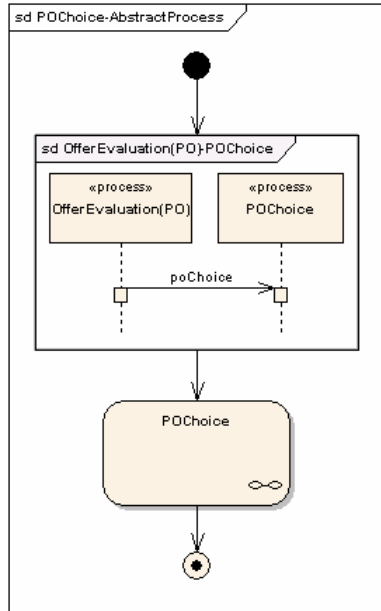 sd POChoice-AbstractProcess
sd OfferEvaluation(PO)-POChoice
«process»
OfferEvaluation(PO)
«process»
POChoice
poChoice
POChoice